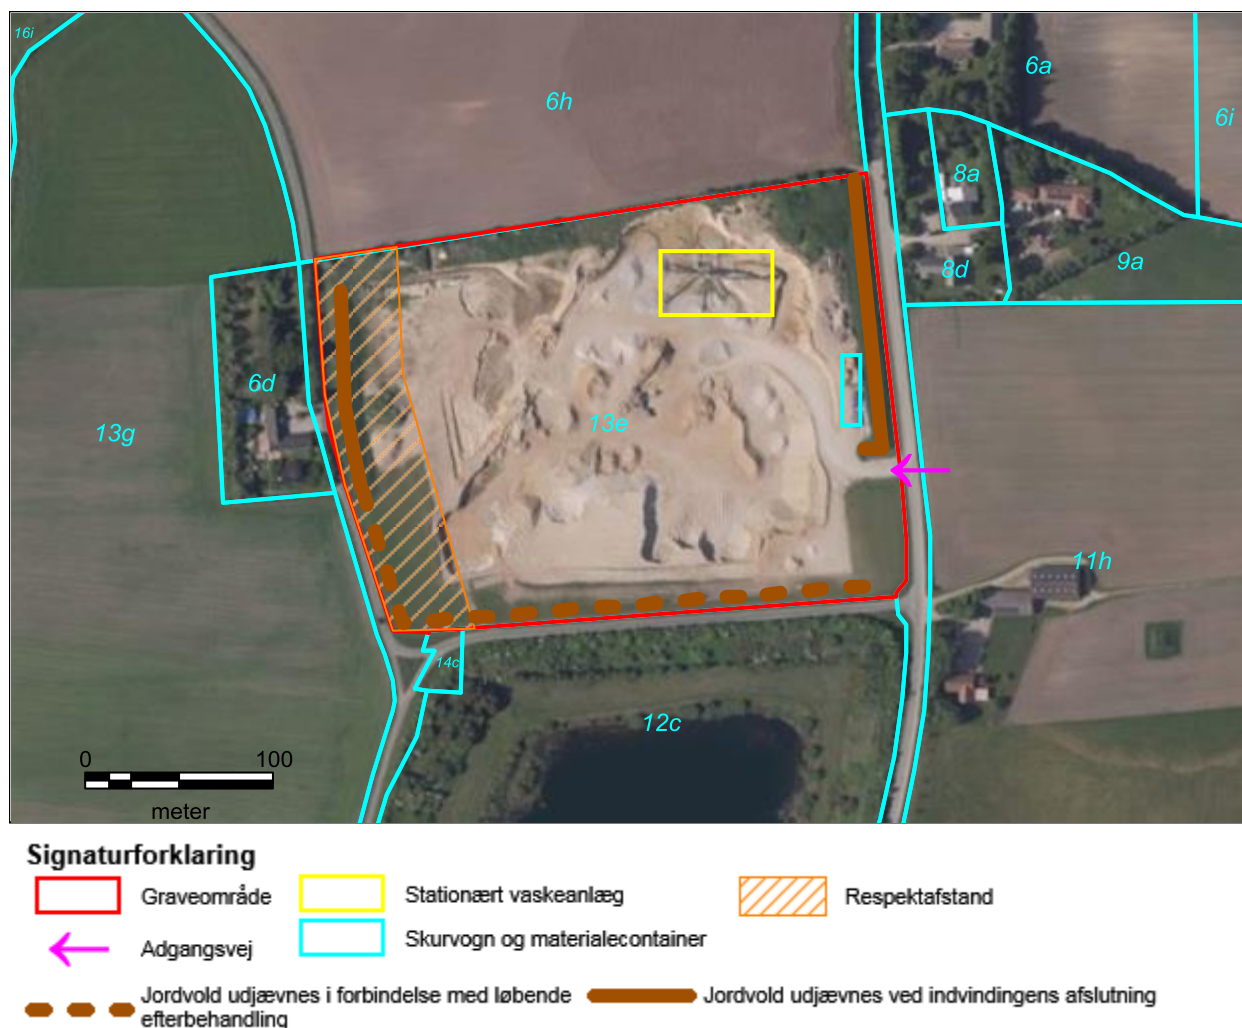 16i
6h
6a
6i
8a
8d
9a
6d
13g
13e
11h
14c
12c
0 100
meter
Signaturforklaring
Graveområde
Stationært vaskeanlæg
Respektafstand
Adgangsvej
Skurvogn og materialecontainer
Jordvold udjævnes i forbindelse med løbende
efterbehandling
Jordvold udjævnes ved indvindingens afslutning